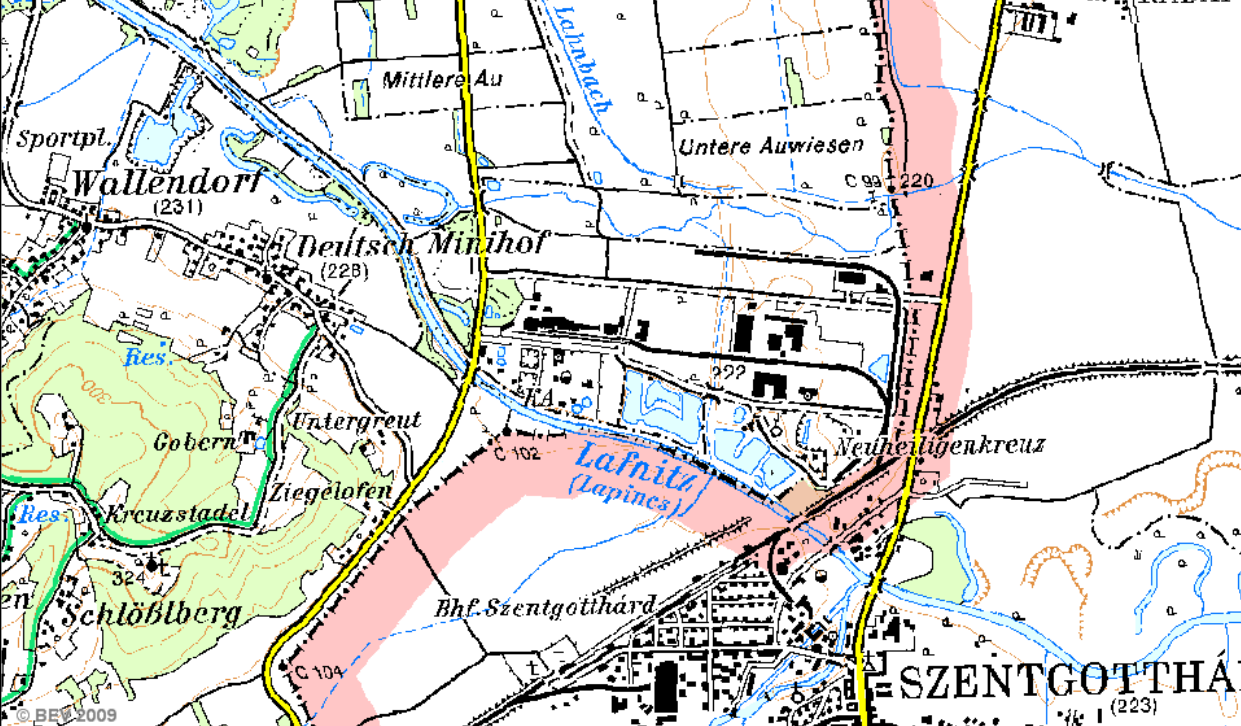 Lahnbach
Mittlere Au
Sportpl.
Untere Auwiesen
Wallendorf
(231)
C 99
220
Deutsch Minihof
(228)
Res.
222
300
KA
Untergreut
Gobern
C 102
Lafnitz
(Lapincs)
Neuheiligenkreuz
Ziegelofen
Res.
Kreuzstadel
324
Bhf. Szentgotthárd
Schlößlberg
C 104
SZENTGOTTHÁ
(223)
© BEV 2009